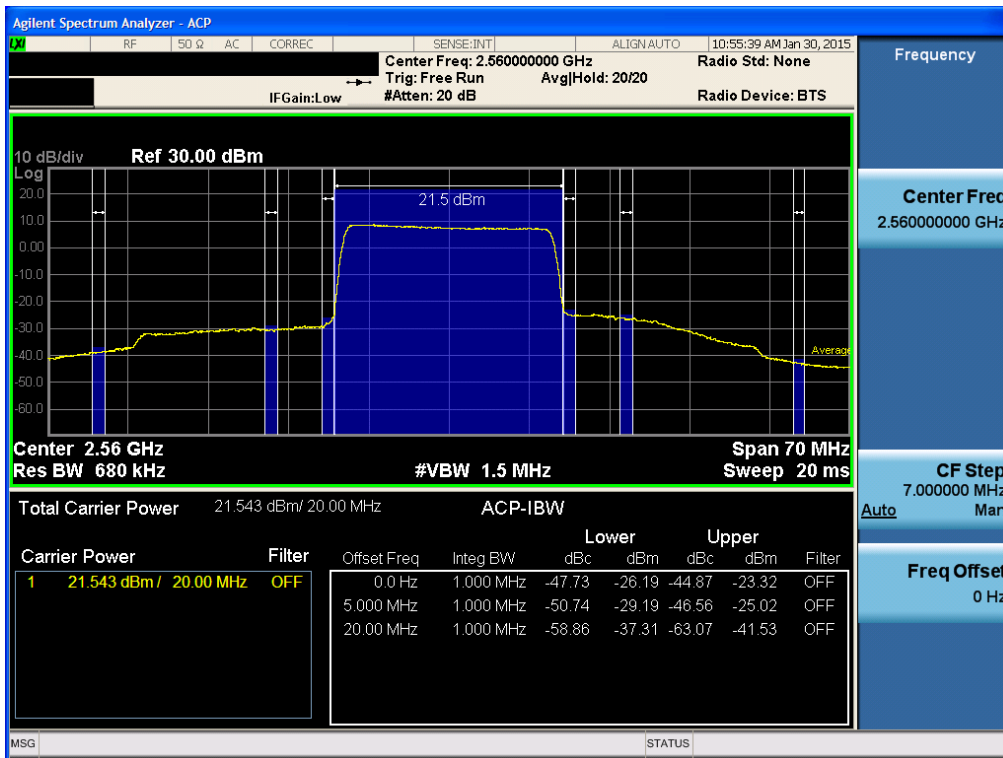 Agilent Spectrum Analyzer - ACP
LXI RF 50 Ω AC CORREC SENSE:INT ALIGN AUTO 10:55:39 AM Jan 30, 2015
Center Freq: 2.560000000 GHz Radio Std: None
Trig: Free Run Avg|Hold: 20/20
IFGain:Low #Atten: 20 dB Radio Device: BTS
10 dB/div Ref 30.00 dBm
Log
20.0
10.0
0.00
-10.0
-20.0
-30.0
-40.0
-50.0
-60.0
21.5 dBm
Average
Center 2.56 GHz Span 70 MHz
Res BW 680 kHz #VBW 1.5 MHz Sweep 20 ms
Total Carrier Power 21.543 dBm/ 20.00 MHz ACP-IBW
Lower Upper
Carrier Power Filter Offset Freq Integ BW dBc dBm dBc dBm Filter
1 21.543 dBm / 20.00 MHz OFF 0.0 Hz 1.000 MHz -47.73 -26.19 -44.87 -23.32 OFF
5.000 MHz 1.000 MHz -50.74 -29.19 -46.56 -25.02 OFF
20.00 MHz 1.000 MHz -58.86 -37.31 -63.07 -41.53 OFF
Frequency
Center Freq
2.560000000 GHz
CF Step
7.000000 MHz
Auto Man
Freq Offset
0 Hz
MSG STATUS